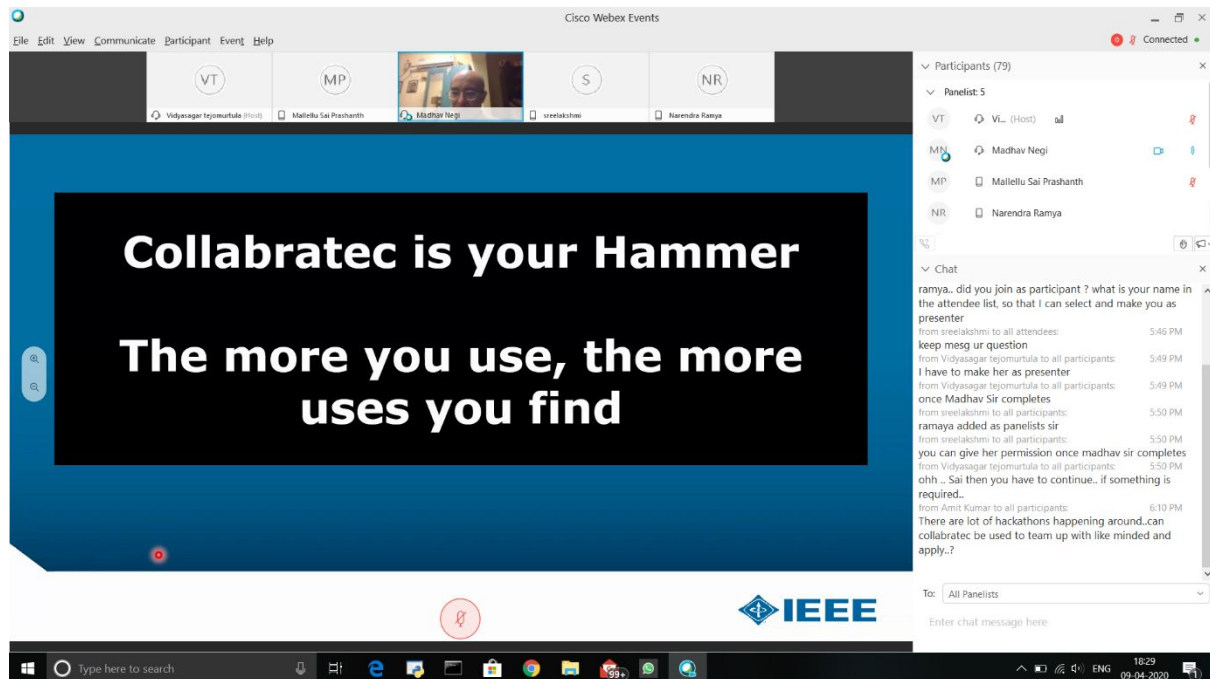 Cisco Webex Events
File Edit View Communicate Participant Event Help
Connected
VT
MP
S
NR
Vidyasagar tejomurtula (Host)
Mallellu Sai Prashanth
Madhav Negi
sreelakshmi
Narendra Ramya
Collabratec is your Hammer
The more you use, the more
uses you find
IEEE
Participants (79)
Panelist: 5
VT Vi... (Host)
MN Madhav Negi
MP Mallellu Sai Prashanth
NR Narendra Ramya
Chat
ramya.. did you join as participant ? what is your name in
the attendee list, so that I can select and make you as
presenter
from sreelakshmi to all attendees: 5:46 PM
keep mesg ur question
from Vidyasagar tejomurtula to all participants: 5:49 PM
I have to make her as presenter
from Vidyasagar tejomurtula to all participants: 5:49 PM
once Madhav Sir completes
from sreelakshmi to all participants: 5:50 PM
ramaya added as panelists sir
from sreelakshmi to all participants: 5:50 PM
you can give her permission once madhav sir completes
from Vidyasagar tejomurtula to all participants: 5:50 PM
ohh .. Sai then you have to continue.. if something is
required..
from Amit Kumar to all participants: 6:10 PM
There are lot of hackathons happening around..can
collabratec be used to team up with like minded and
apply..?
To: All Panelists
Enter chat message here
Type here to search
99+
ENG
18:29
09-04-2020